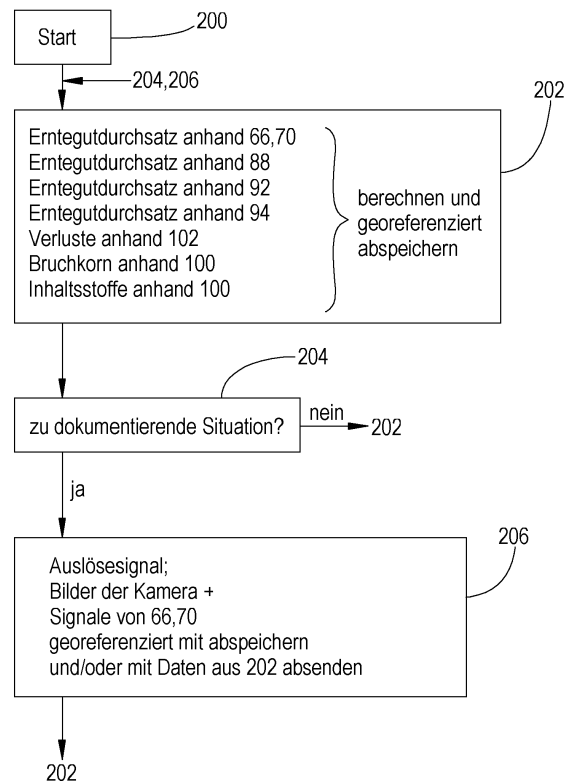 Start
200
204,206
202
Erntegutdurchsatz anhand 66,70
Erntegutdurchsatz anhand 88
Erntegutdurchsatz anhand 92
Erntegutdurchsatz anhand 94
Verluste anhand 102
Bruchkorn anhand 100
Inhaltsstoffe anhand 100
berechnen und
georeferenziert
abspeichern
204
zu dokumentierende Situation?
nein
202
ja
206
Auslösesignal;
Bilder der Kamera +
Signale von 66,70
georeferenziert mit abspeichern
und/oder mit Daten aus 202 absenden
202